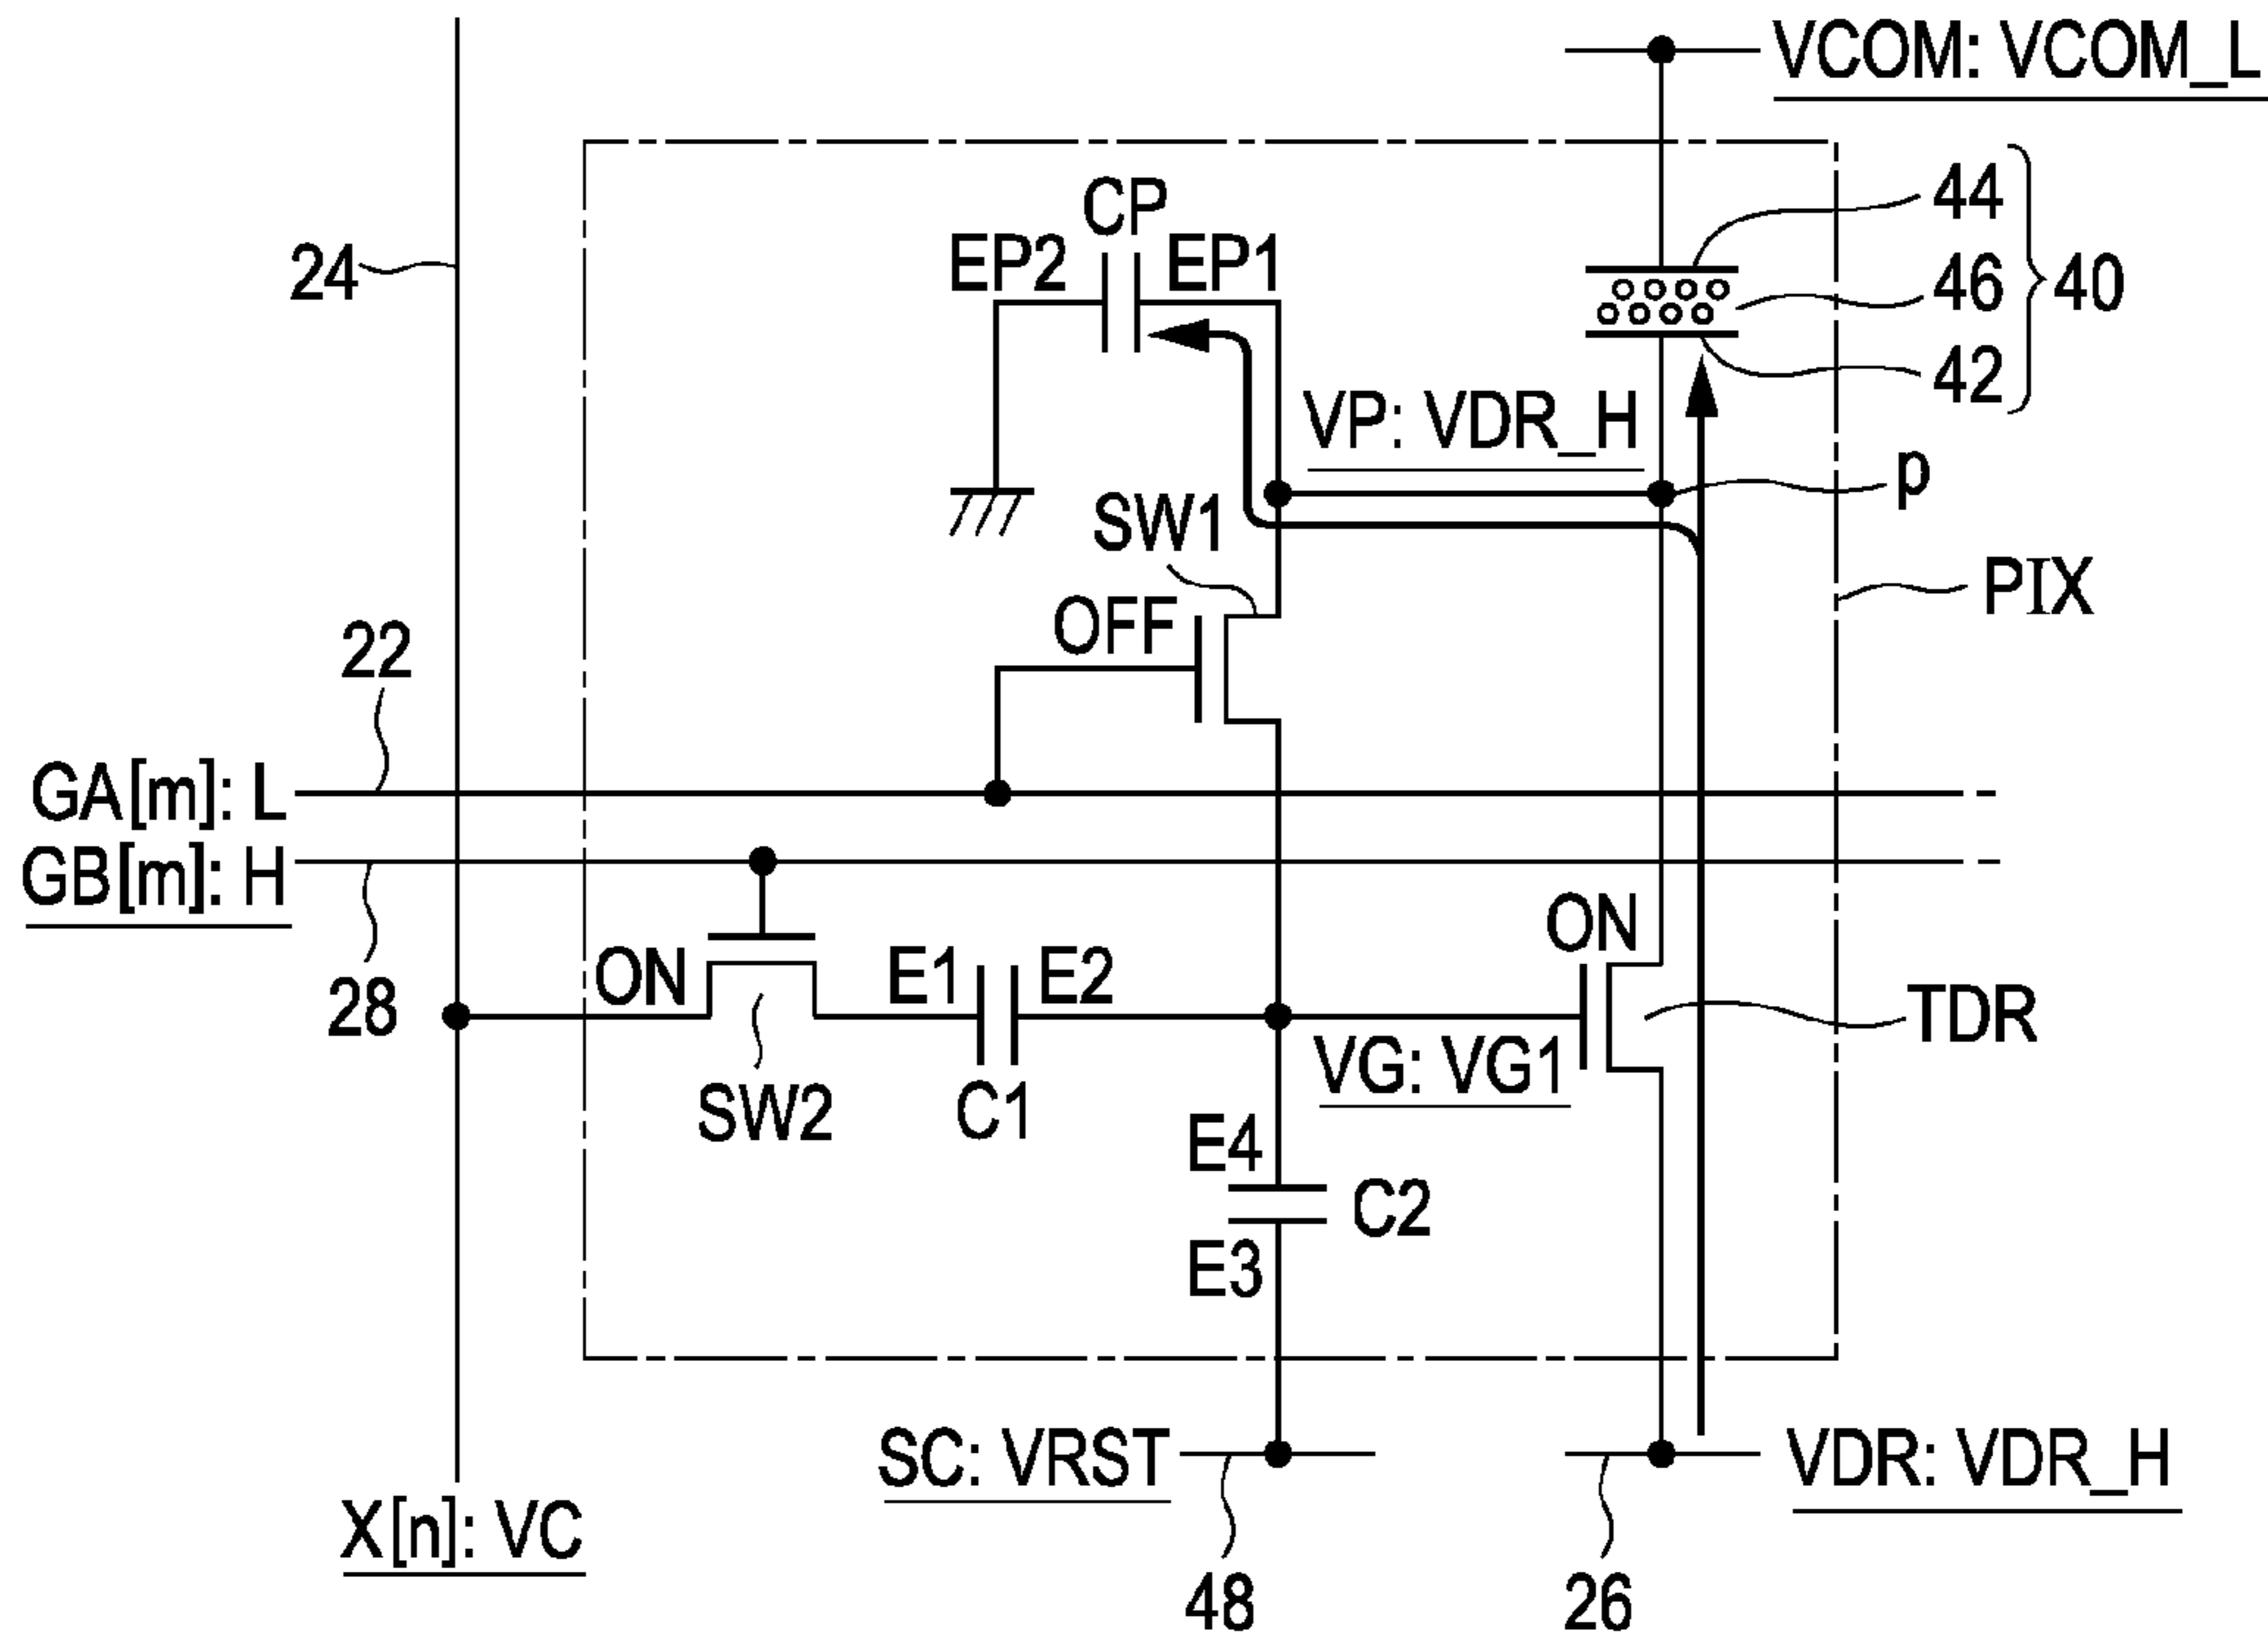 VCOM: VCOM_L
44
CP
EP2
EP1
24
46
40
42
VP: VDR_H
p
SW1
PIX
OFF
22
GA[m]: L
GB[m]: H
ON
ON
E1
E2
28
TDR
VG: VG1
SW2
C1
E4
C2
E3
SC: VRST
VDR: VDR_H
X[n]: VC
48
26